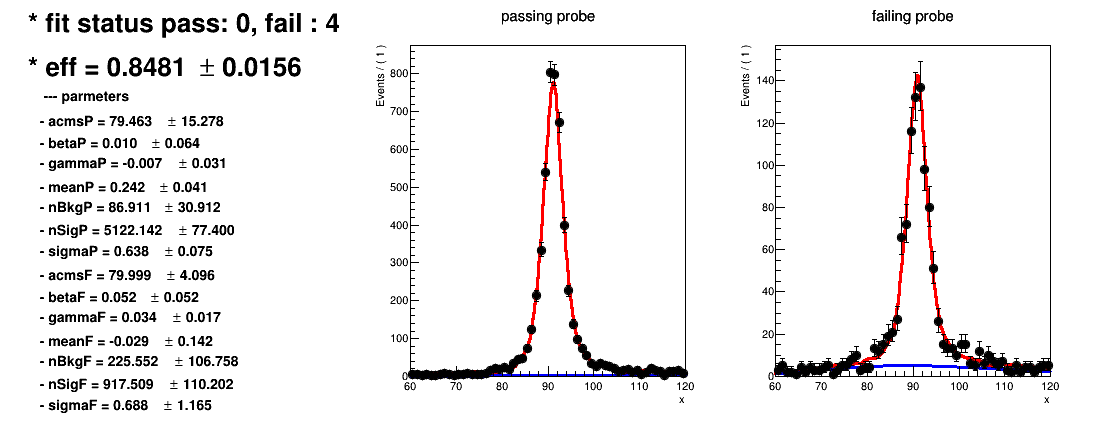 * fit status pass: 0, fail : 4
* eff = 0.8481 ± 0.0156
--- parmeters
- acmsP = 79.463 ± 15.278
- betaP = 0.010 ± 0.064
- gammaP = -0.007 ± 0.031
- meanP = 0.242 ± 0.041
- nBkgP = 86.911 ± 30.912
- nSigP = 5122.142 ± 77.400
- sigmaP = 0.638 ± 0.075
- acmsF = 79.999 ± 4.096
- betaF = 0.052 ± 0.052
- gammaF = 0.034 ± 0.017
- meanF = -0.029 ± 0.142
- nBkgF = 225.552 ± 106.758
- nSigF = 917.509 ± 110.202
- sigmaF = 0.688 ± 1.165
passing probe
Events / ( 1 )
800
700
600
500
400
300
200
100
0
60 70 80 90 100 110 120
x
failing probe
Events / ( 1 )
140
120
100
80
60
40
20
0
60 70 80 90 100 110 120
x